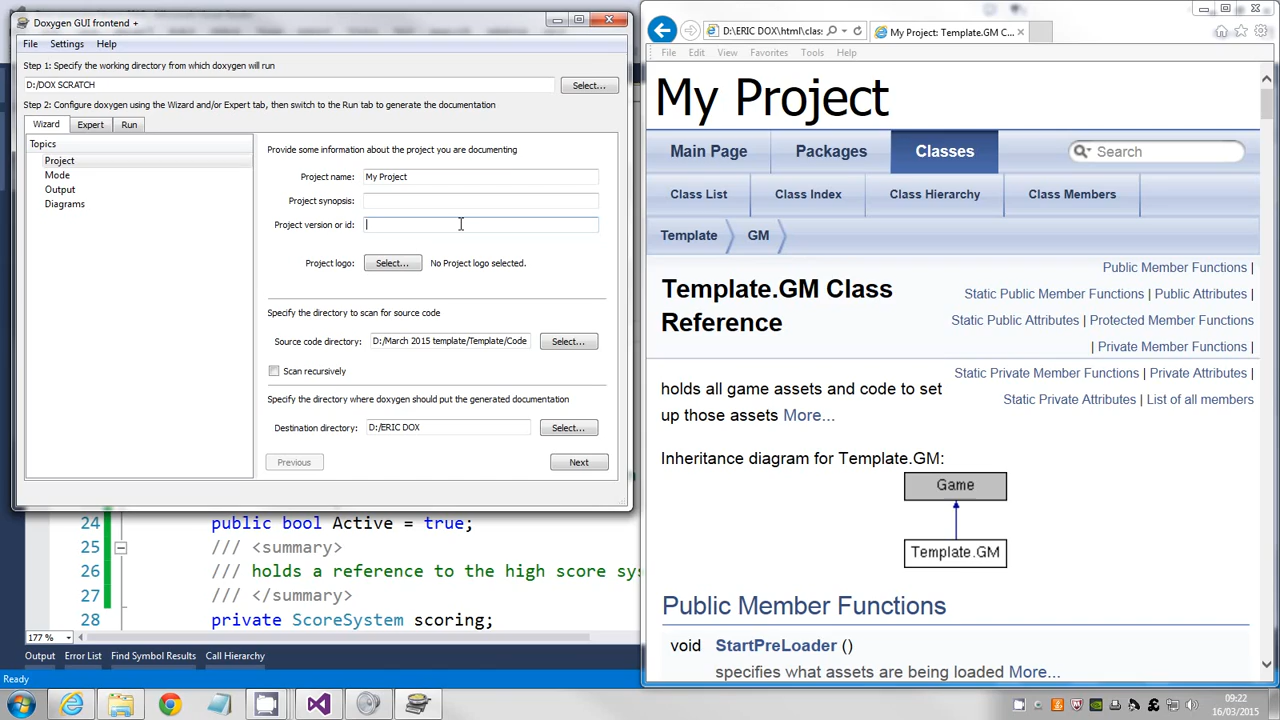 Doxygen GUI frontend +
File Settings Help
Step 1: Specify the working directory from which doxygen will run
D:/DOX SCRATCH
Select...
Step 2: Configure doxygen using the Wizard and/or Expert tab, then switch to the Run tab to generate the documentation
Wizard Expert Run
Topics
Project
Mode
Output
Diagrams
Provide some information about the project you are documenting
Project name: My Project
Project synopsis:
Project version or id:
Project logo: Select... No Project logo selected.
Specify the directory to scan for source code
Source code directory: D:/March 2015 template/Template/Code Select...
Scan recursively
Specify the directory where doxygen should put the generated documentation
Destination directory: D:/ERIC DOX Select...
Previous Next
24 public bool Active = true;
25 /// <summary>
26 /// holds a reference to the high score sy
27 /// </summary>
28 private ScoreSystem scoring;
177 %
Output Error List Find Symbol Results Call Hierarchy
Ready
D:\ERIC DOX\html\clas
My Project: Template.GM C...
File Edit View Favorites Tools Help
My Project
Main Page Packages Classes Search
Class List Class Index Class Hierarchy Class Members
Template GM
Template.GM Class
Reference
Public Member Functions |
Static Public Member Functions | Public Attributes |
Static Public Attributes | Protected Member Functions
| Private Member Functions |
Static Private Member Functions | Private Attributes |
Static Private Attributes | List of all members
holds all game assets and code to set
up those assets More...
Inheritance diagram for Template.GM:
Game
Template.GM
Public Member Functions
void StartPreLoader ()
specifies what assets are being loaded More...
09:22
16/03/2015